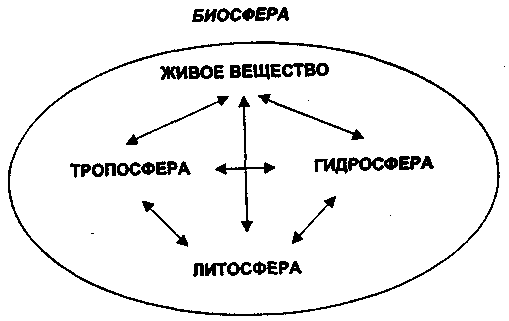 БИОСФЕРА
ЖИВОЕ ВЕЩЕСТВО
ТРОПОСФЕРА
ГИДРОСФЕРА
ЛИТОСФЕРА